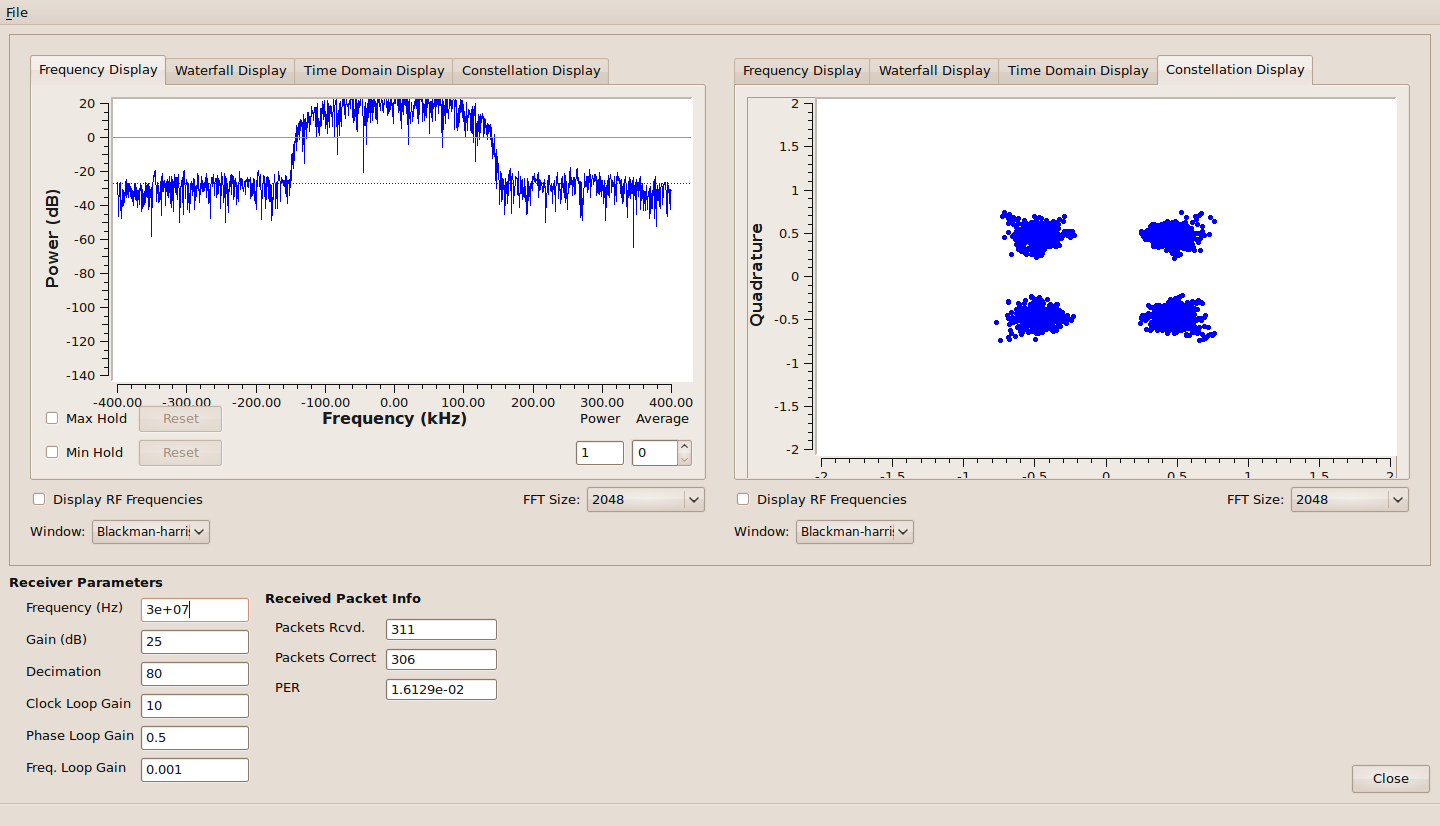 File
Frequency Display Waterfall Display Time Domain Display Constellation Display
20
0
-20
-40
-60
-80
-100
-120
-140
Power (dB)
-400.00 -300.00 -200.00 -100.00 0.00 100.00 200.00 300.00 400.00
Frequency (kHz)
Max Hold Reset
Min Hold Reset
Power Average
1 0
Display RF Frequencies FFT Size: 2048
Window: Blackman-harris
Frequency Display Waterfall Display Time Domain Display Constellation Display
2
1.5
1
0.5
0
-0.5
-1
-1.5
-2
Quadrature
-2 -1.5 -1 -0.5 0 0.5 1 1.5 2
Display RF Frequencies FFT Size: 2048
Window: Blackman-harris
Receiver Parameters
Frequency (Hz) 3e+07
Gain (dB) 25
Decimation 80
Clock Loop Gain 10
Phase Loop Gain 0.5
Freq. Loop Gain 0.001
Received Packet Info
Packets Rcvd. 311
Packets Correct 306
PER 1.6129e-02
Close